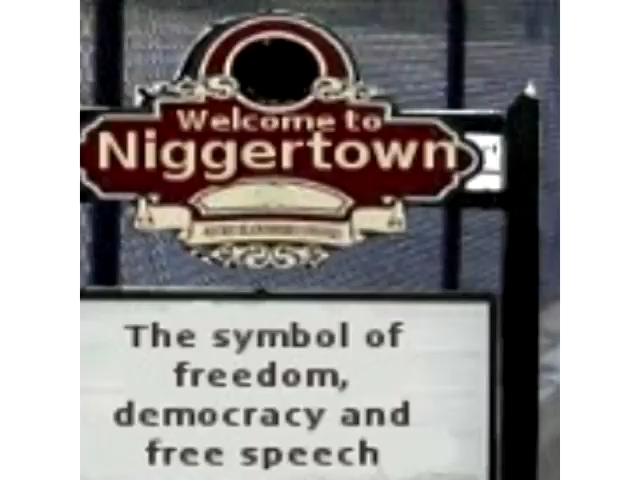 Welcome to
Niggertown
The symbol of
freedom,
democracy and
free speech